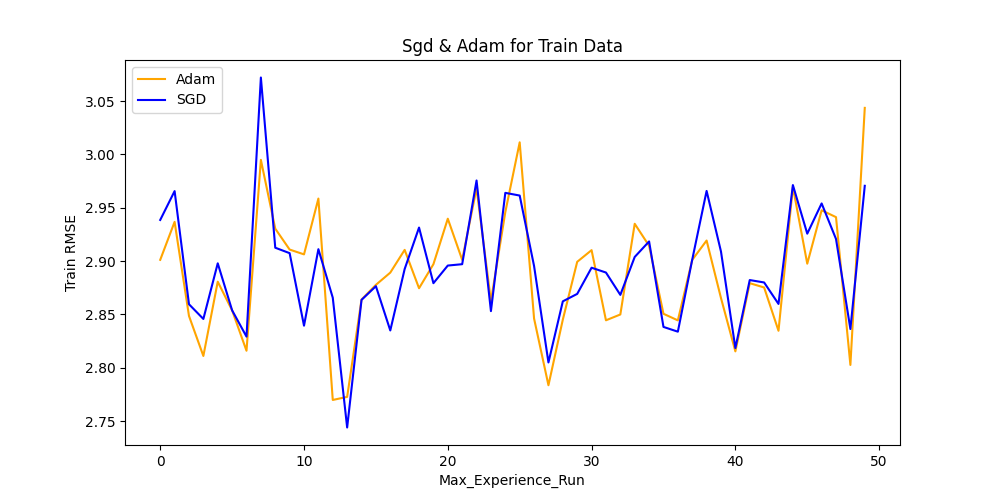 Sgd & Adam for Train Data
Adam
SGD
Train RMSE
3.05
3.00
2.95
2.90
2.85
2.80
2.75
0 10 20 30 40 50
Max_Experience_Run